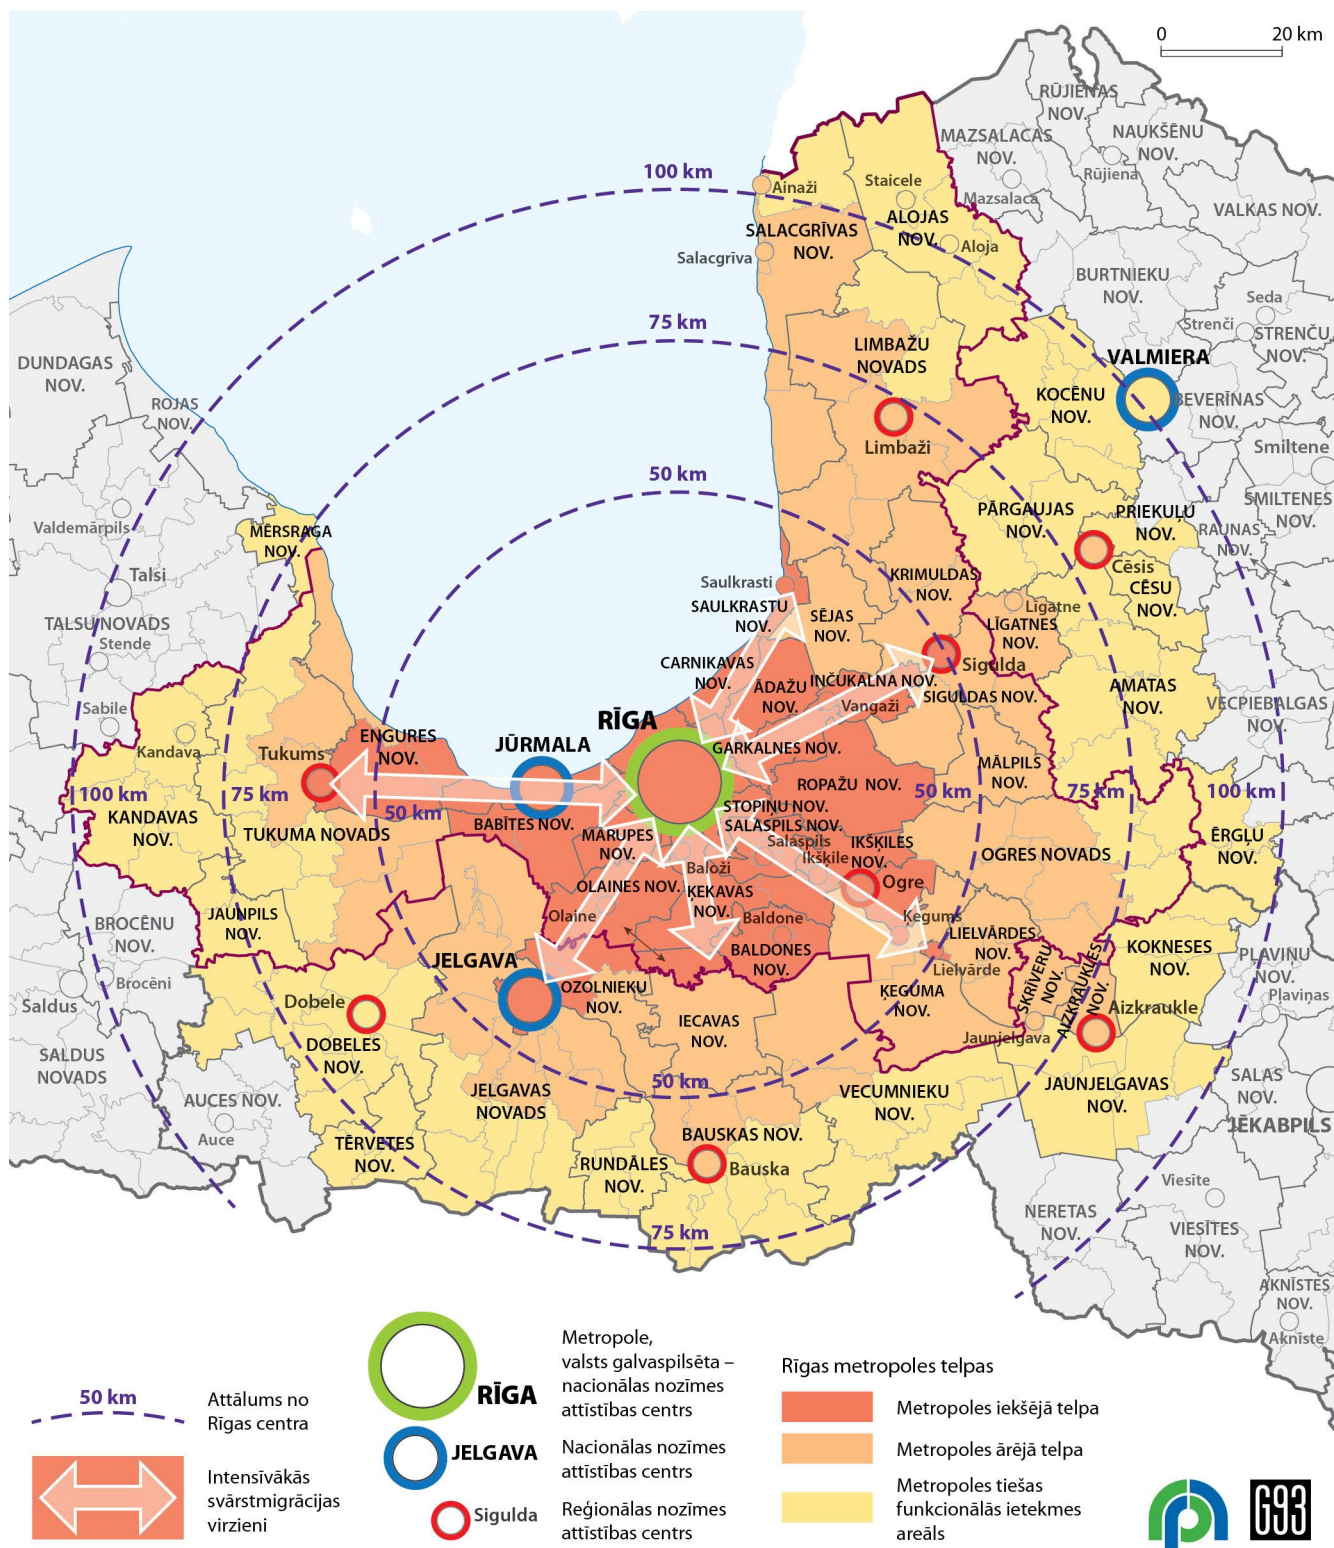 0 20 km
RŪJIENAS
NOV.
MAZSALACAS
NOV.
NAUKŠĒNU
NOV.
Rūjiena
Mazsalaca
VALKAS NOV.
100 km
Ainaži
Staicele
ALOJAS
NOV.
Aloja
SALACGRĪVAS
NOV.
Salacgrīva
BURTNIEKU
NOV.
Seda
Strenči
STRENČU
NOV.
75 km
LIMBAŽU
NOVADS
VALMIERA
DUNDAGAS
NOV.
ROJAS
NOV.
KOCĒNU
NOV.
BEVERĪNAS
NOV.
Limbaži
Smiltene
50 km
SMILTENES
NOV.
Valdemārpils
MĒRSRAGA
NOV.
PĀRGAUJAS
NOV.
PRIEKUĻU
NOV.
RAUNAS
NOV.
Talsi
Saulkrasti
KRIMULDAS
NOV.
Cēsis
CĒSU
NOV.
TALSU NOVADS
Stende
SAULKRASTU
NOV.
SĒJAS
NOV.
Līgatne
LĪGATNES
NOV.
CARNIKAVAS
NOV.
ĀDAŽU
NOV.
INČUKALNA NOV.
Sigulda
SIGULDAS NOV.
Vangaži
AMATAS
NOV.
VECPIEBALGAS
NOV.
Sabile
Kandava
RĪGA
ENGURES
NOV.
JŪRMALA
Tukums
GARKALNES NOV.
MĀLPILS
NOV.
ROPAŽU NOV.
100 km
75 km
50 km
50 km
75 km
100 km
KANDAVAS
NOV.
TUKUMA NOVADS
BABĪTES NOV.
MĀRUPES
NOV.
STOPIŅU NOV.
SALASPILS NOV.
Salaspils
Ikšķile
IKŠĶILES
NOV.
OGRES NOVADS
ĒRGĻU
NOV.
Baloži
Ogre
OLAINES NOV.
ĶEKAVAS
NOV.
Olaine
Baldone
Ķegums
BROCĒNU
NOV.
JAUNPILS
NOV.
BALDONES
NOV.
LIELVĀRDES
NOV.
Lielvārde
SKRĪVERU
NOV.
AIZKRAUKLES
NOV.
KOKNESES
NOV.
PĻAVIŅU
NOV.
Pļaviņas
Brocēni
Saldus
JELGAVA
Dobele
OZOLNIEKU
NOV.
ĶEGUMA
NOV.
Aizkraukle
IECAVAS
NOV.
Jaunjelgava
DOBELES
NOV.
SALDUS
NOVADS
50 km
JELGAVAS
NOVADS
VECUMNIEKU
NOV.
JAUNJELGAVAS
NOV.
SALAS
NOV.
AUCES NOV.
Auce
JĒKABPILS
TĒRVETES
NOV.
RUNDĀLES
NOV.
BAUSKAS NOV.
Bauska
Viesīte
NERETAS
NOV.
VIESĪTES
NOV.
75 km
AKNĪSTES
NOV.
Aknīste
50 km
Attālums no
Rīgas centra
Intensīvākās
svārstmigrācijas
virzieni
RĪGA
Metropole,
valsts galvaspilsēta –
nacionālas nozīmes
attīstības centrs
JELGAVA
Nacionālas nozīmes
attīstības centrs
Sigulda
Reģionālas nozīmes
attīstības centrs
Rīgas metropoles telpas
Metropoles iekšējā telpa
Metropoles ārējā telpa
Metropoles tiešas
funkcionālās ietekmes
areāls
G93